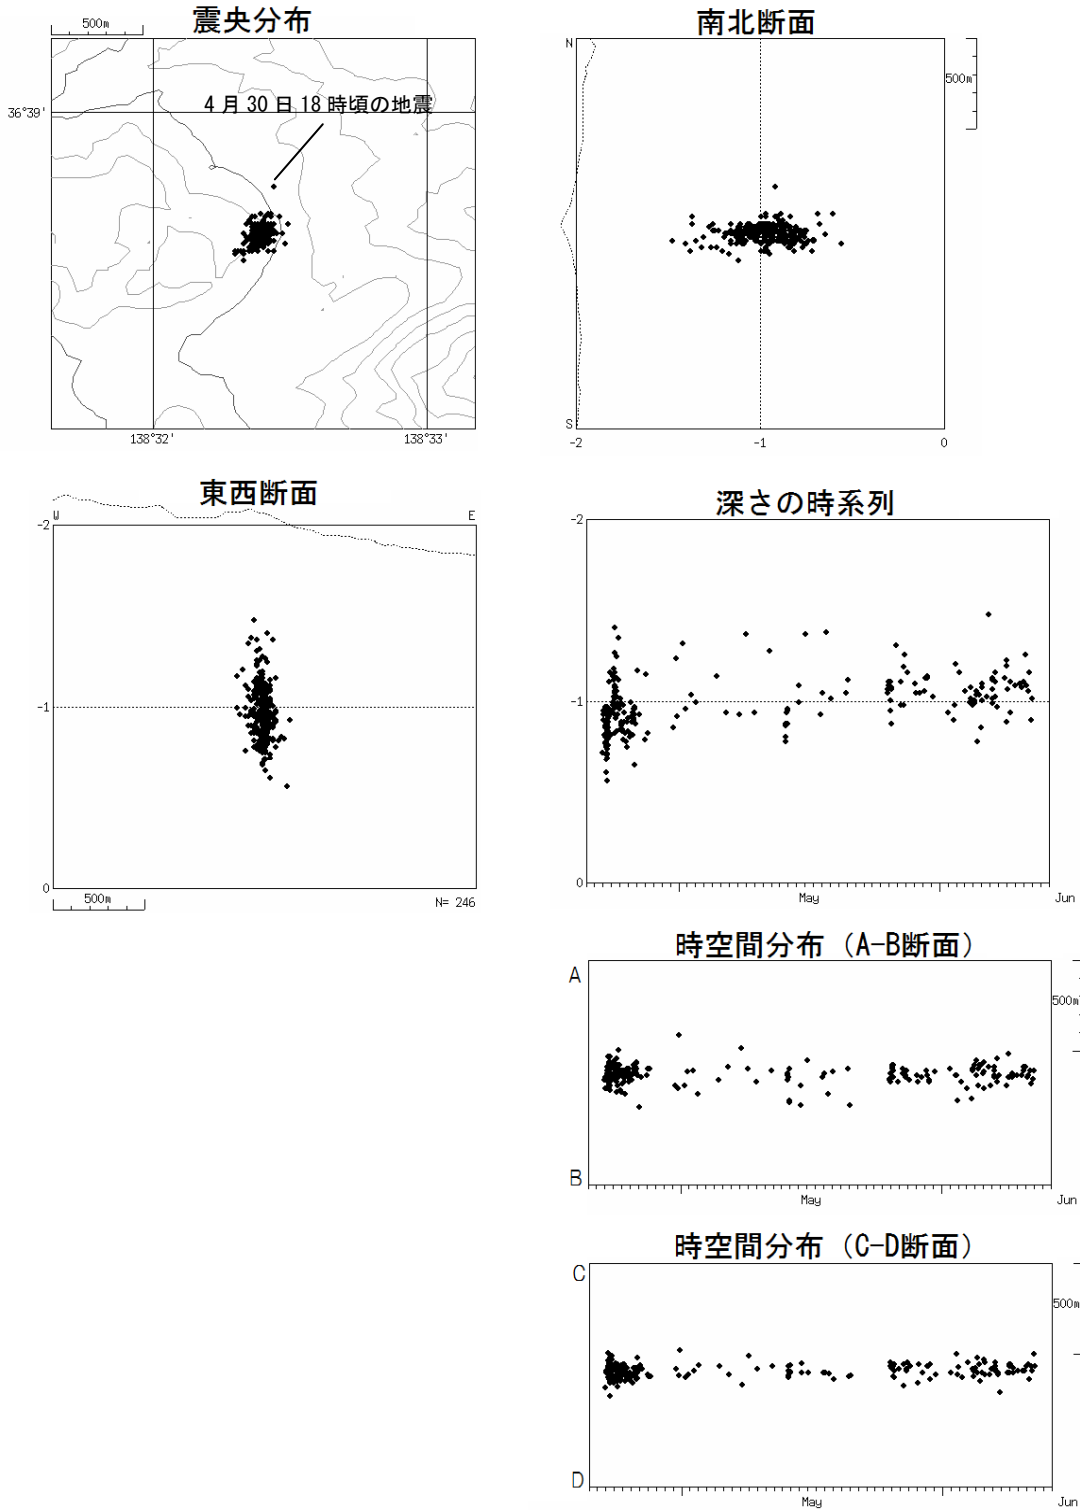 震央分布
500m
4月30日18時頃の地震
36°39'
138°32'
138°33'
南北断面
N
500m
S
-2
-1
0
東西断面
-2
W
E
-1
0
500m
N= 246
深さの時系列
-2
-1
0
May
Jun
時空間分布（A-B断面）
A
500m
B
May
Jun
時空間分布（C-D断面）
C
500m
D
May
Jun